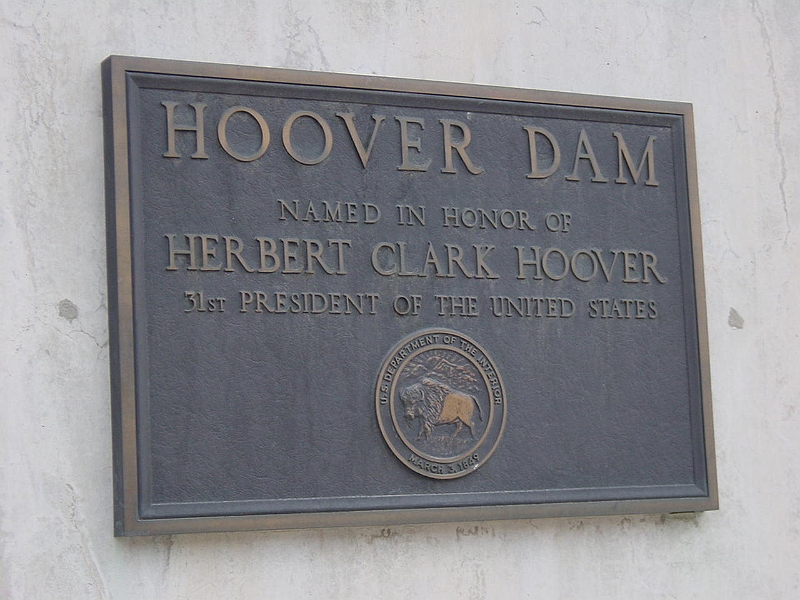 HOOVER DAM
NAMED IN HONOR OF
HERBERT CLARK HOOVER
31ST PRESIDENT OF THE UNITED STATES
U.S. DEPARTMENT OF THE INTERIOR
MARCH 3, 1849